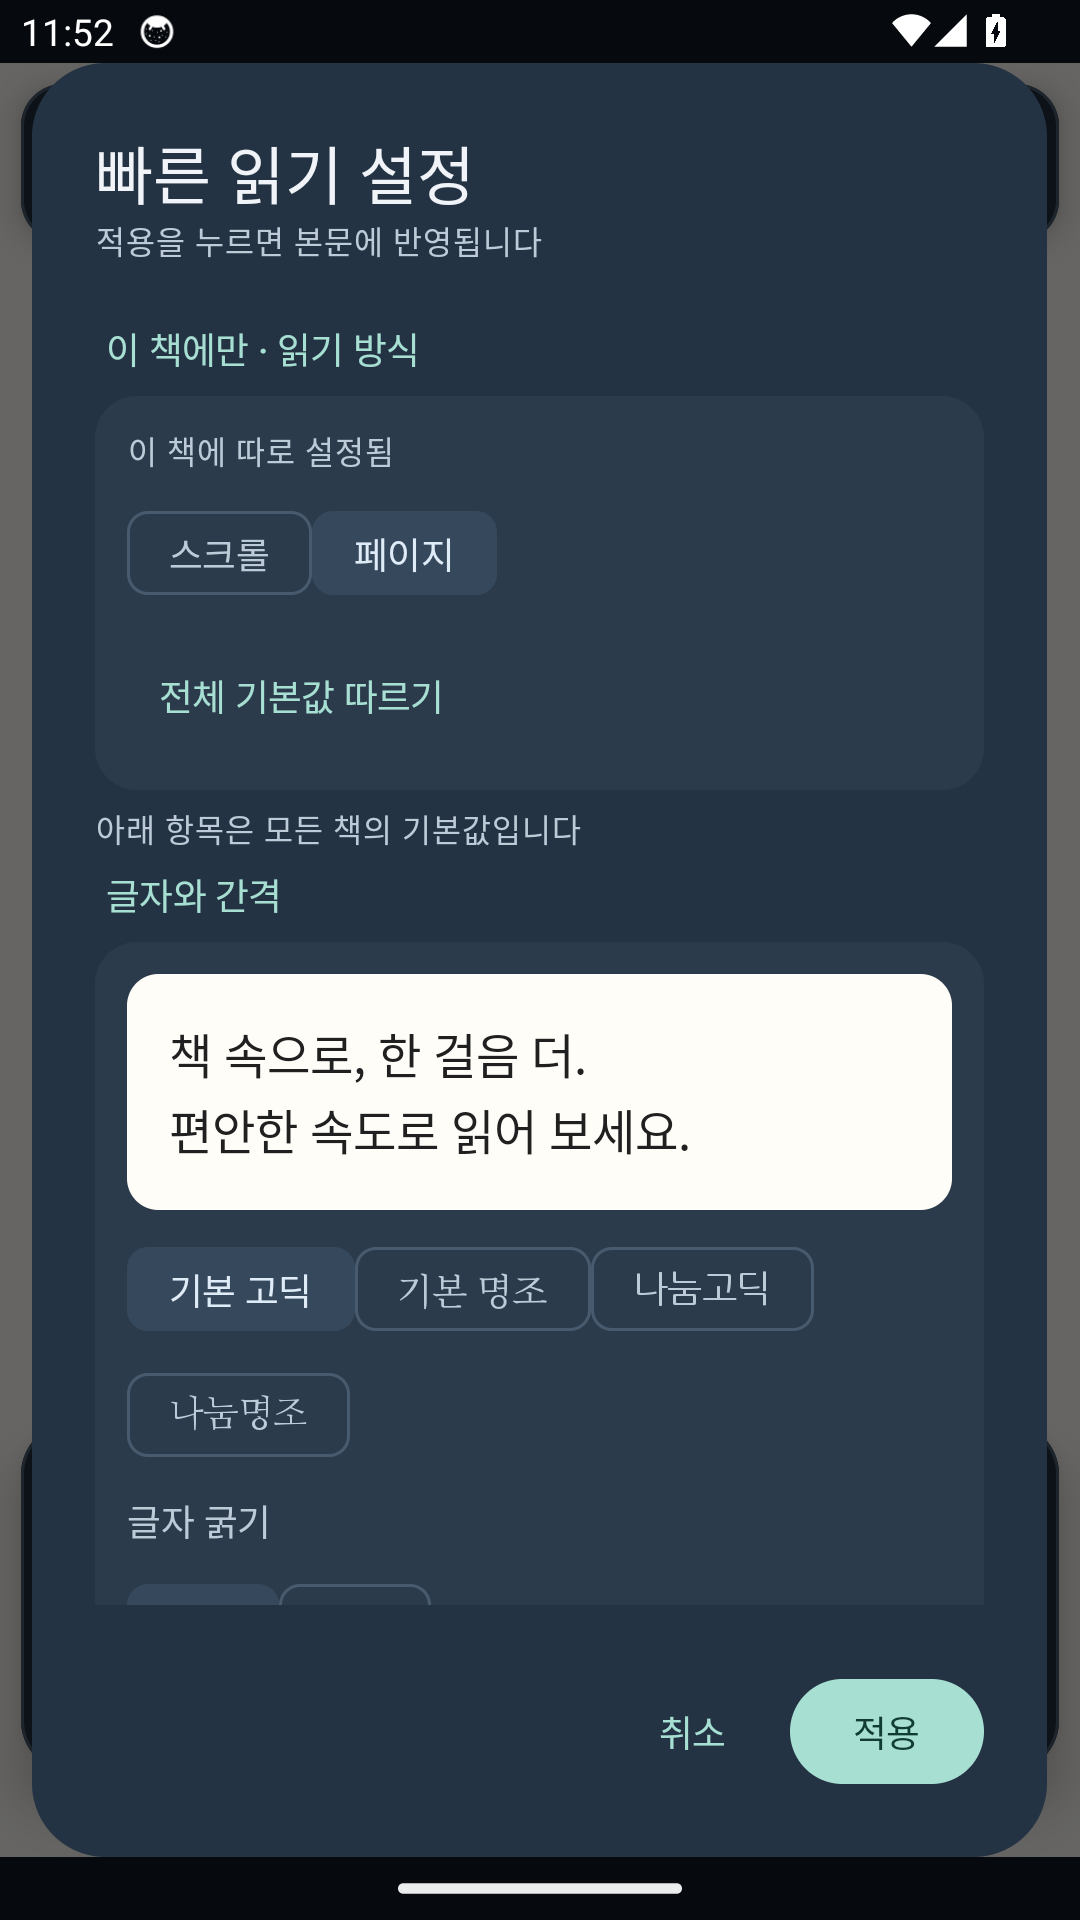 11:52
빠른 읽기 설정
적용을 누르면 본문에 반영됩니다
이 책에만 · 읽기 방식
이 책에 따로 설정됨
스크롤 페이지
전체 기본값 따르기
아래 항목은 모든 책의 기본값입니다
글자와 간격
책 속으로, 한 걸음 더.
편안한 속도로 읽어 보세요.
기본 고딕 기본 명조 나눔고딕
나눔명조
글자 굵기
취소 적용